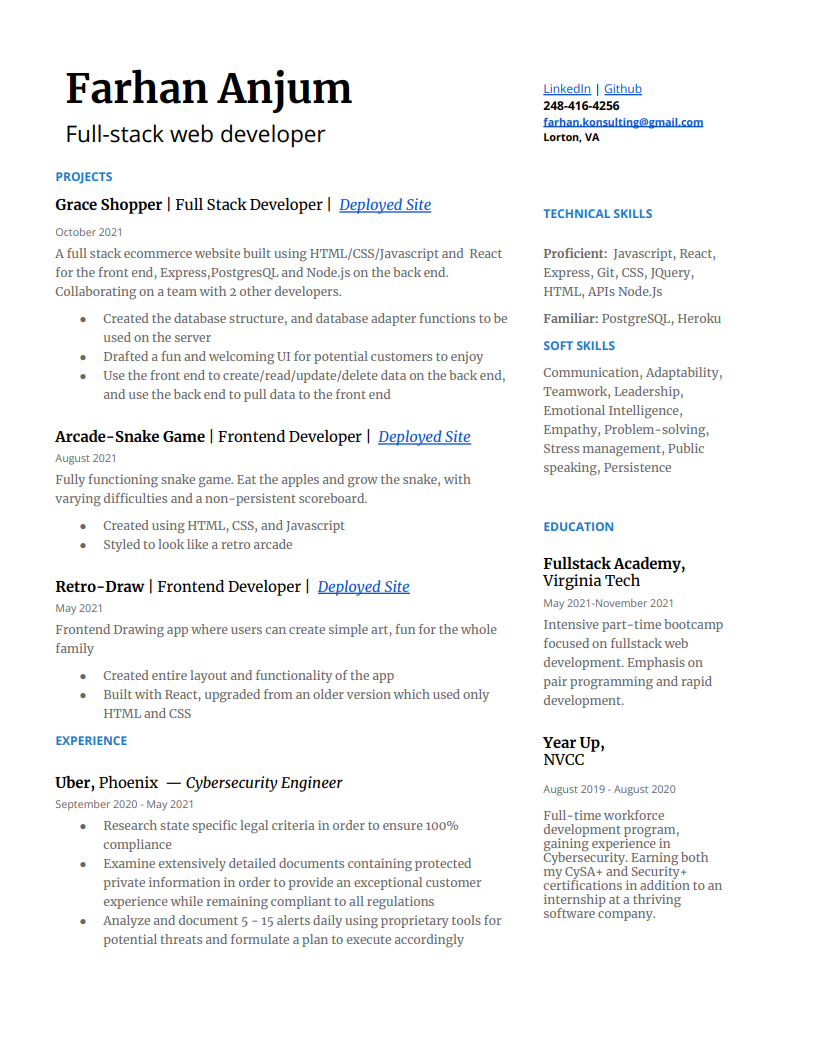 Farhan Anjum
Full-stack web developer
LinkedIn | Github
248-416-4256
farhan.konsulting@gmail.com
Lorton, VA
PROJECTS
Grace Shopper | Full Stack Developer | Deployed Site
October 2021
A full stack ecommerce website built using HTML/CSS/Javascript and React
for the front end, Express,PostgresQL and Node.js on the back end.
Collaborating on a team with 2 other developers.
● Created the database structure, and database adapter functions to be
used on the server
● Drafted a fun and welcoming UI for potential customers to enjoy
● Use the front end to create/read/update/delete data on the back end,
and use the back end to pull data to the front end
Arcade-Snake Game | Frontend Developer | Deployed Site
August 2021
Fully functioning snake game. Eat the apples and grow the snake, with
varying difficulties and a non-persistent scoreboard.
● Created using HTML, CSS, and Javascript
● Styled to look like a retro arcade
Retro-Draw | Frontend Developer | Deployed Site
May 2021
Frontend Drawing app where users can create simple art, fun for the whole
family
● Created entire layout and functionality of the app
● Built with React, upgraded from an older version which used only
HTML and CSS
EXPERIENCE
Uber, Phoenix — Cybersecurity Engineer
September 2020 - May 2021
● Research state specific legal criteria in order to ensure 100%
compliance
● Examine extensively detailed documents containing protected
private information in order to provide an exceptional customer
experience while remaining compliant to all regulations
● Analyze and document 5 - 15 alerts daily using proprietary tools for
potential threats and formulate a plan to execute accordingly
TECHNICAL SKILLS
Proficient: Javascript, React,
Express, Git, CSS, JQuery,
HTML, APIs Node.Js
Familiar: PostgreSQL, Heroku
SOFT SKILLS
Communication, Adaptability,
Teamwork, Leadership,
Emotional Intelligence,
Empathy, Problem-solving,
Stress management, Public
speaking, Persistence
EDUCATION
Fullstack Academy,
Virginia Tech
May 2021-November 2021
Intensive part-time bootcamp
focused on fullstack web
development. Emphasis on
pair programming and rapid
development.
Year Up,
NVCC
August 2019 - August 2020
Full-time workforce
development program,
gaining experience in
Cybersecurity. Earning both
my CySA+ and Security+
certifications in addition to an
internship at a thriving
software company.